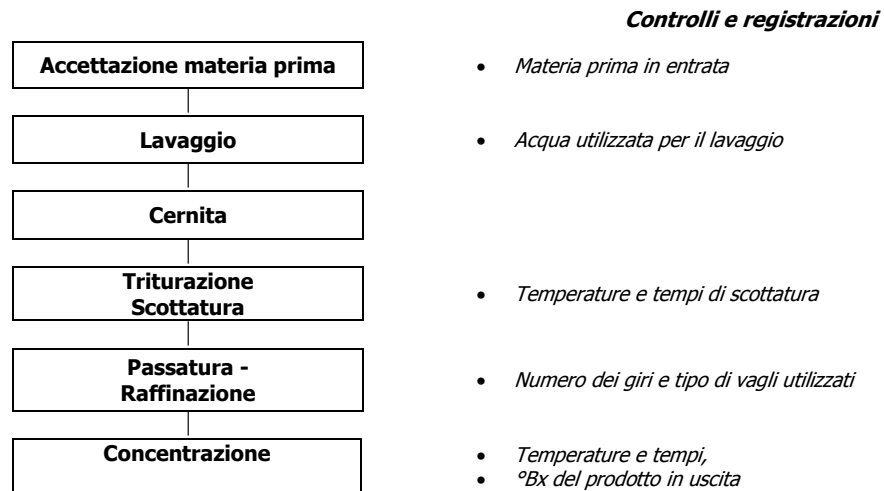 Controlli e registrazioni
Accettazione materia prima
• Materia prima in entrata
Lavaggio
• Acqua utilizzata per il lavaggio
Cernita
Triturazione
Scottatura
• Temperature e tempi di scottatura
Passatura -
Raffinazione
• Numero dei giri e tipo di vagli utilizzati
Concentrazione
• Temperature e tempi,
• °Bx del prodotto in uscita